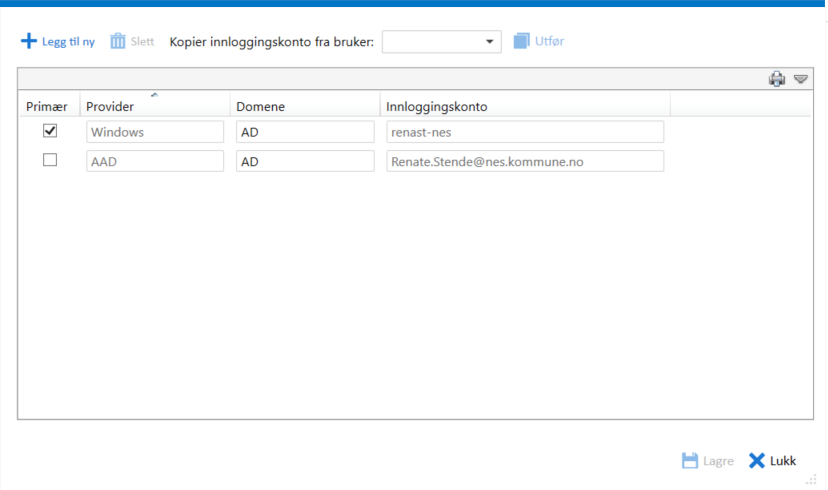 Legg til ny Slett Kopier innloggingskonto fra bruker: Utfør
Primær Provider Domene Innloggingskonto
Windows AD renast-nes
AAD AD Renate.Stende@nes.kommune.no
Lagre Lukk